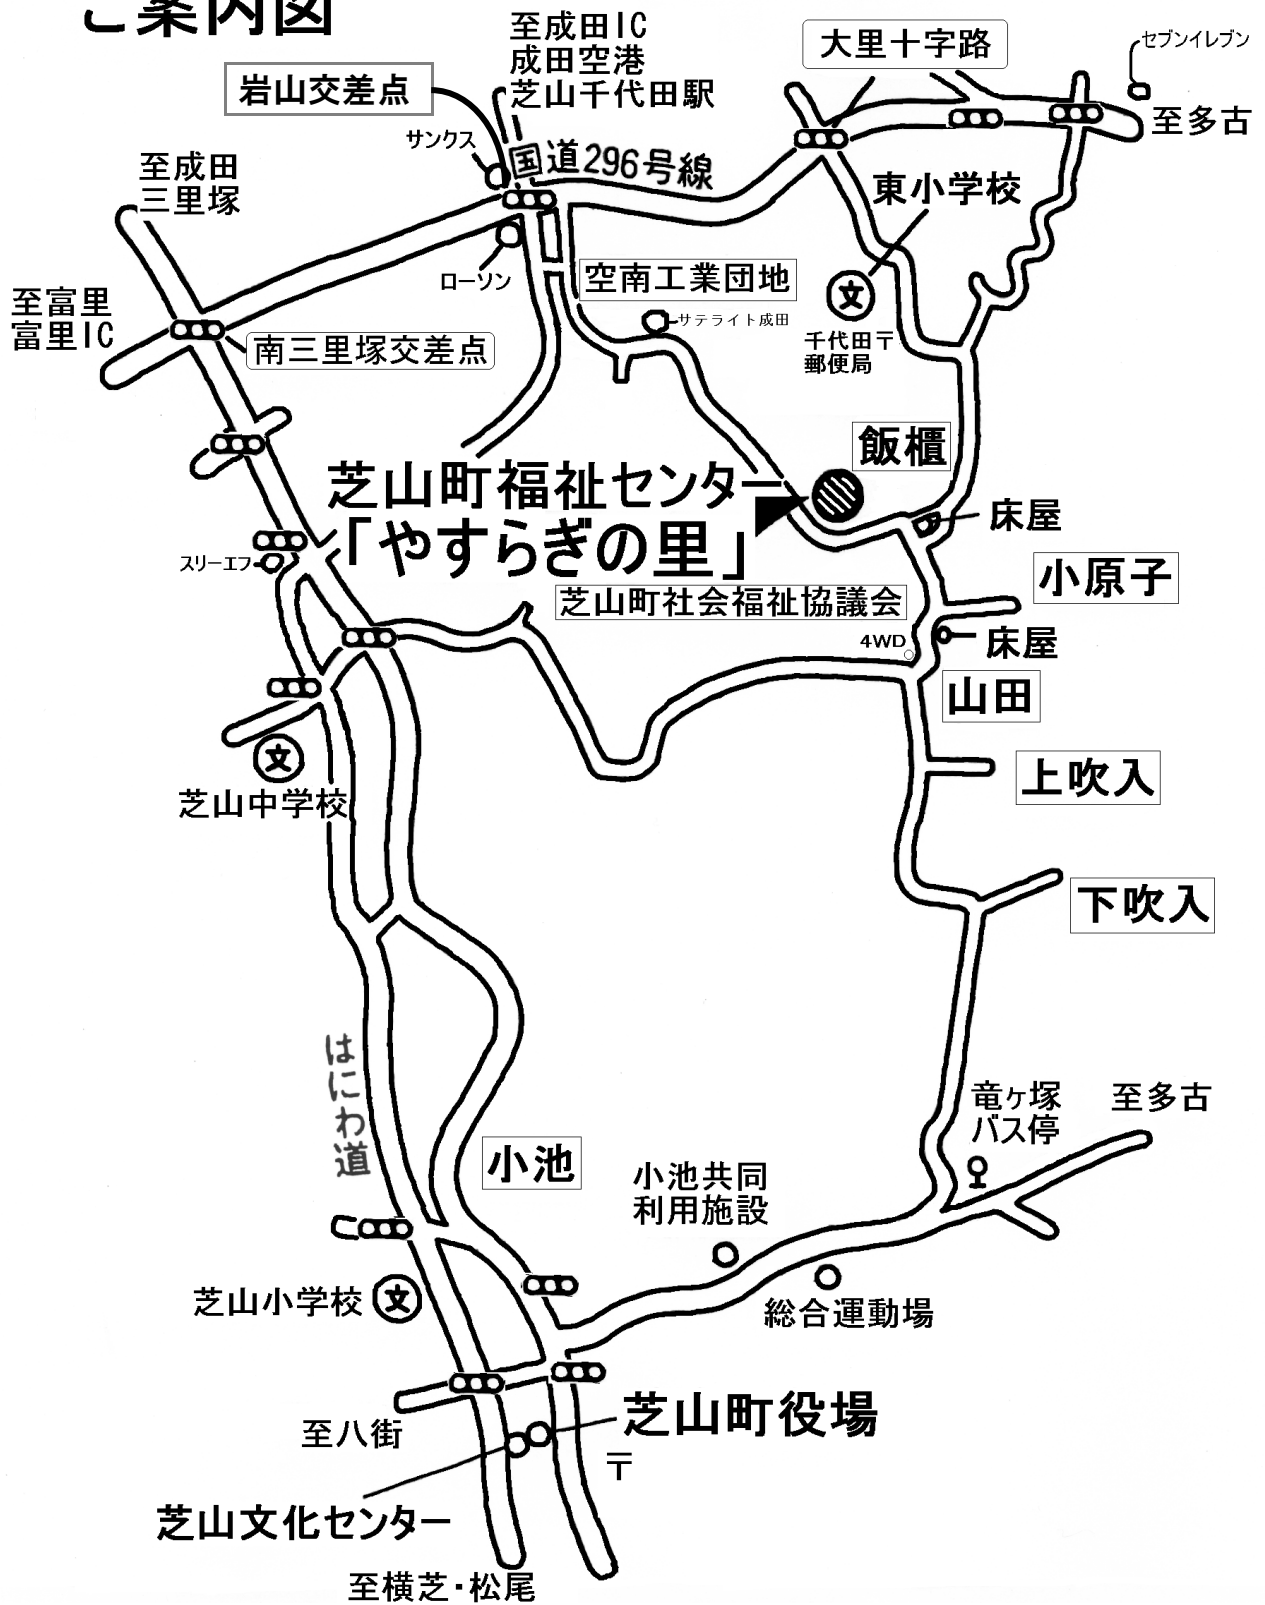 ご案内図
至成田IC
成田空港
芝山千代田駅
大里十字路
セブンイレブン
岩山交差点
至多古
サンクス
国道296号線
至成田
三里塚
東小学校
ローソン
空南工業団地
文
至富里
富里IC
サテライト成田
南三里塚交差点
千代田〒
郵便局
飯櫃
芝山町福祉センター
「やすらぎの里」
床屋
スリーエフ
小原子
芝山町社会福祉協議会
4WD
床屋
山田
文
芝山中学校
上吹入
下吹入
はにわ道
竜ヶ塚
バス停
至多古
小池
小池共同
利用施設
芝山小学校
文
総合運動場
至八街
芝山町役場
〒
芝山文化センター
至横芝・松尾